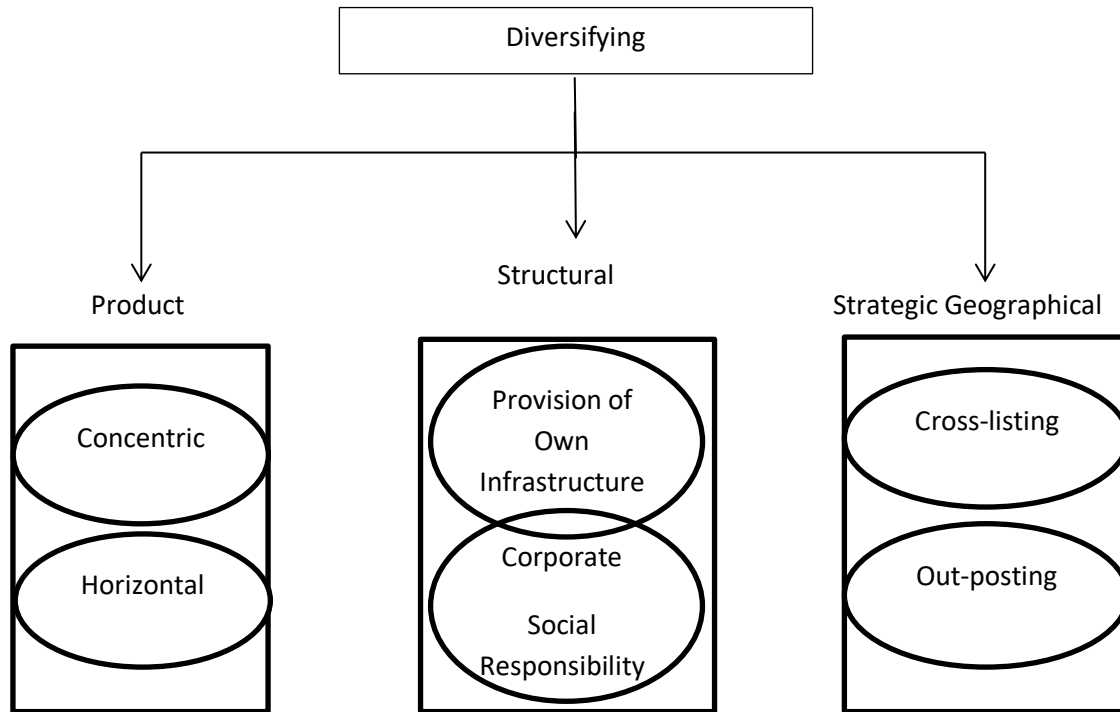 Diversifying
Structural
Product
Strategic Geographical
Concentric
Horizontal
Provision of
Own
Infrastructure
Corporate
Social
Responsibility
Cross-listing
Out-posting